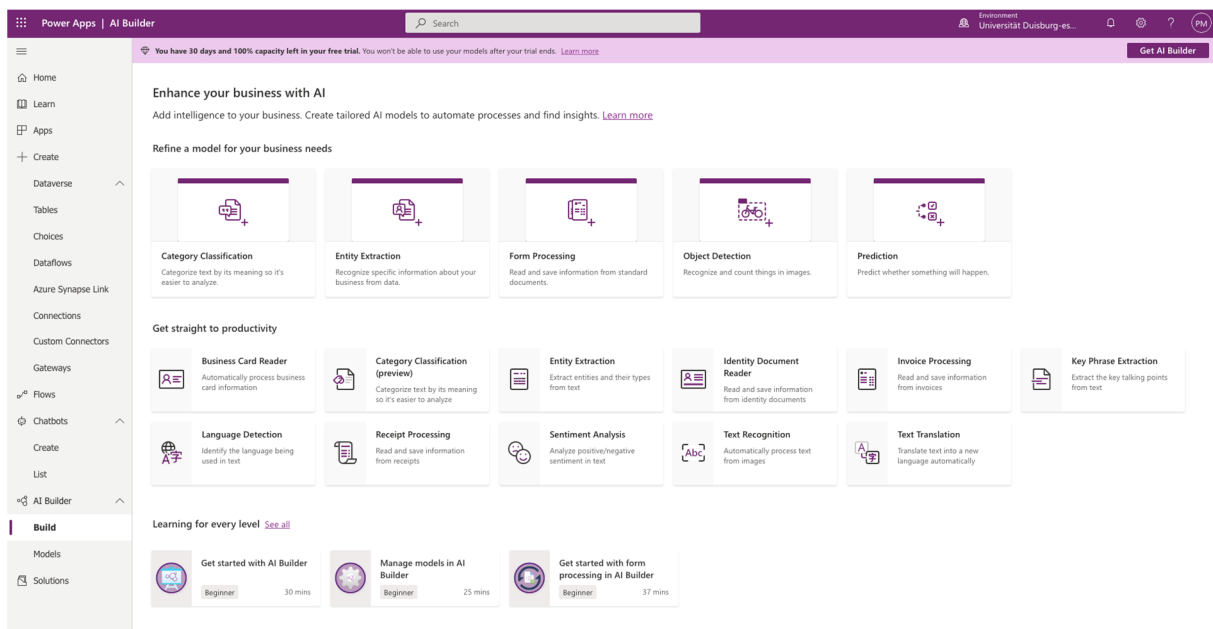 Power Apps | AI Builder
Search
Environment
Universität Duisburg-es...
?
PM
You have 30 days and 100% capacity left in your free trial. You won't be able to use your models after your trial ends. Learn more
Get AI Builder
Home
Learn
Apps
Create
Dataverse
Tables
Choices
Dataflows
Azure Synapse Link
Connections
Custom Connectors
Gateways
Flows
Chatbots
Create
List
AI Builder
Build
Models
Solutions
Enhance your business with AI
Add intelligence to your business. Create tailored AI models to automate processes and find insights. Learn more
Refine a model for your business needs
Category Classification
Categorize text by its meaning so it's
easier to analyze.
Entity Extraction
Recognize specific information about your
business from data.
Form Processing
Read and save information from standard
documents.
Object Detection
Recognize and count things in images.
Prediction
Predict whether something will happen.
Get straight to productivity
Business Card Reader
Automatically process business
card information
Category Classification
(preview)
Categorize text by its meaning
so it's easier to analyze
Entity Extraction
Extract entities and their types
from text
Identity Document
Reader
Read and save information
from identity documents
Invoice Processing
Read and save information
from invoices
Key Phrase Extraction
Extract the key talking points
from text
A字
Language Detection
Identify the language being
used in text
Receipt Processing
Read and save information
from receipts
Sentiment Analysis
Analyze positive/negative
sentiment in text
Abc
Text Recognition
Automatically process text
from images
A字
Text Translation
Translate text into a new
language automatically
Learning for every level See all
Get started with AI Builder
Beginner 30 mins
Manage models in AI
Builder
Beginner 25 mins
Get started with form
processing in AI Builder
Beginner 37 mins